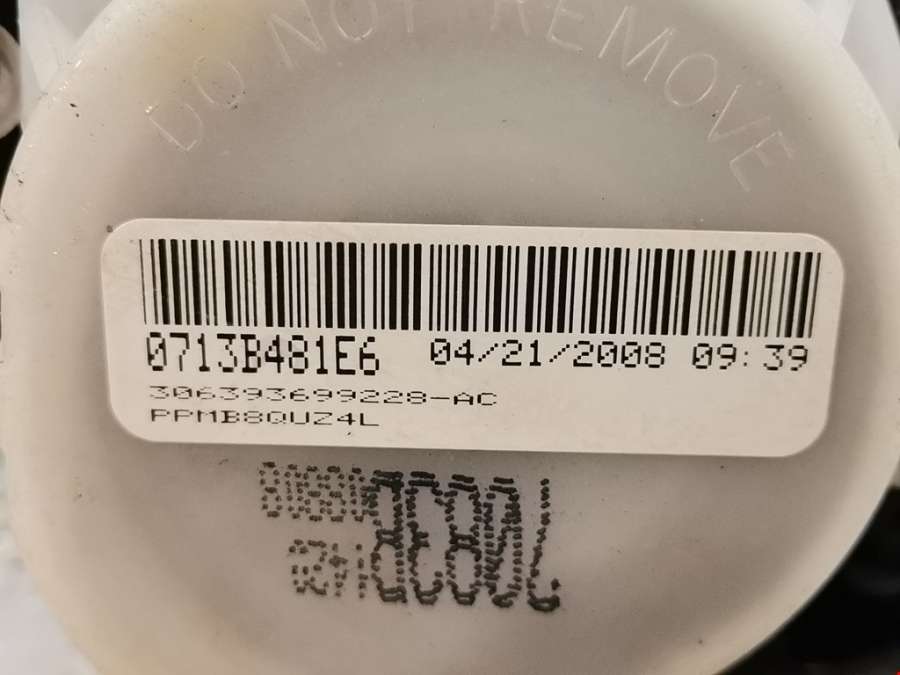 DO NOT REMOVE
0713B481E6 04/21/2008 09:39
306393699228-AC
PPMB8QUZ4L